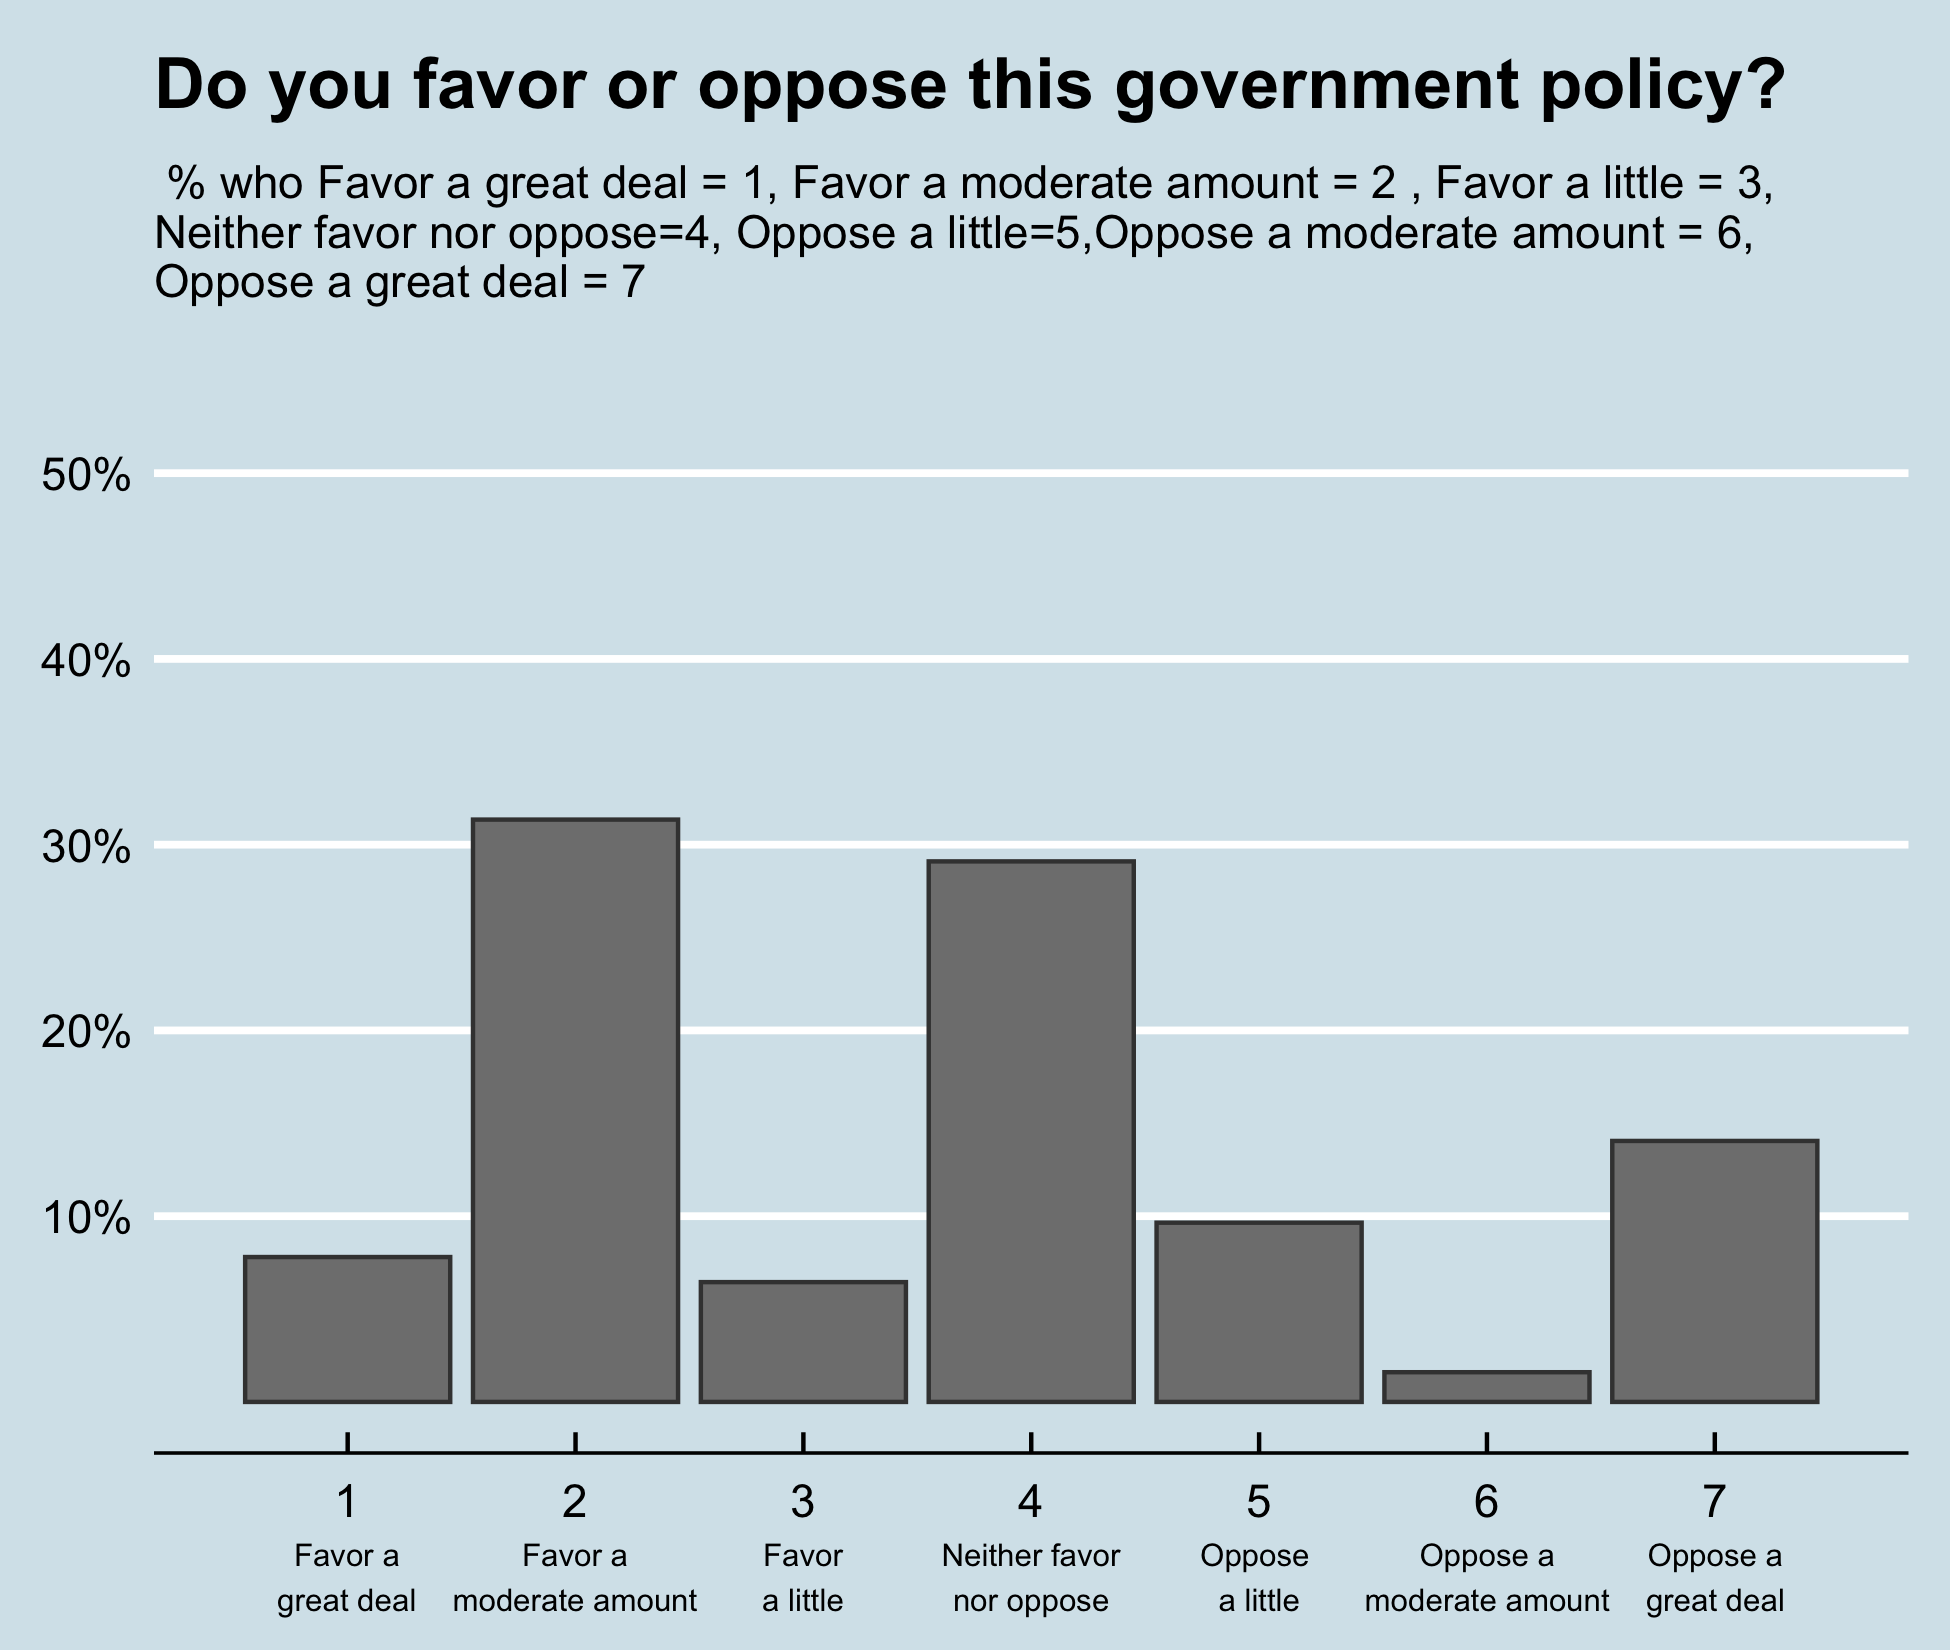 Do you favor or oppose this government policy?
% who Favor a great deal = 1, Favor a moderate amount = 2 , Favor a little = 3,
Neither favor nor oppose=4, Oppose a little=5,Oppose a moderate amount = 6,
Oppose a great deal = 7
50%
40%
30%
20%
10%
1 2 3 4 5 6 7
Favor a Favor a Favor Neither favor Oppose Oppose a Oppose a
great deal moderate amount a little nor oppose a little moderate amount great deal